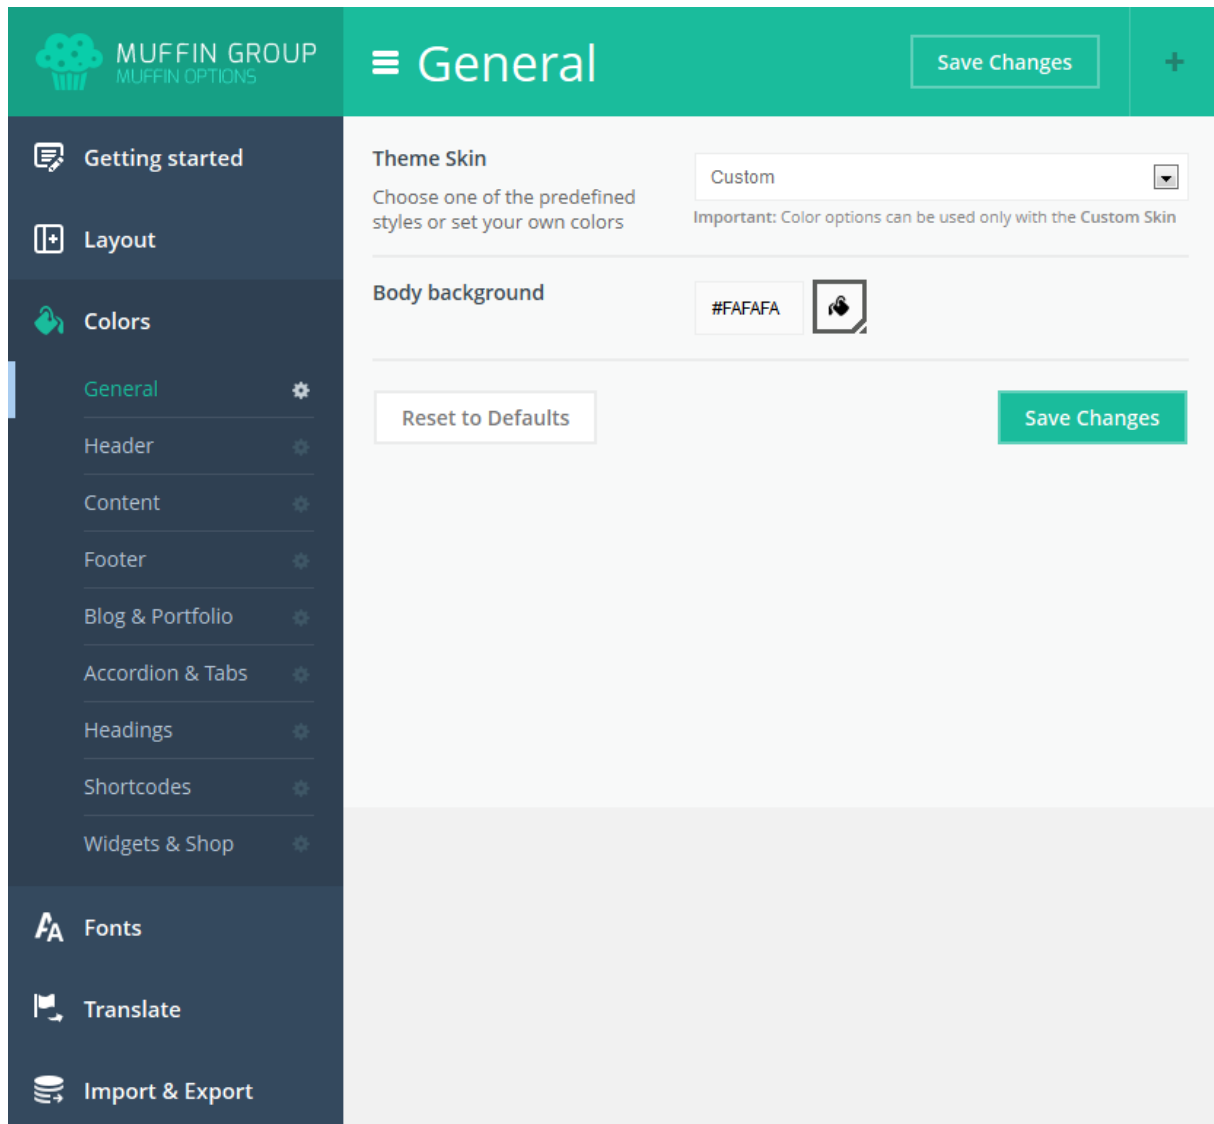 MUFFIN GROUP
MUFFIN OPTIONS
General
Save Changes
Getting started
Layout
Colors
General
Header
Content
Footer
Blog & Portfolio
Accordion & Tabs
Headings
Shortcodes
Widgets & Shop
Fonts
Translate
Import & Export
Theme Skin
Choose one of the predefined
styles or set your own colors
Custom
Important: Color options can be used only with the Custom Skin
Body background
#FAFAFA
Reset to Defaults
Save Changes